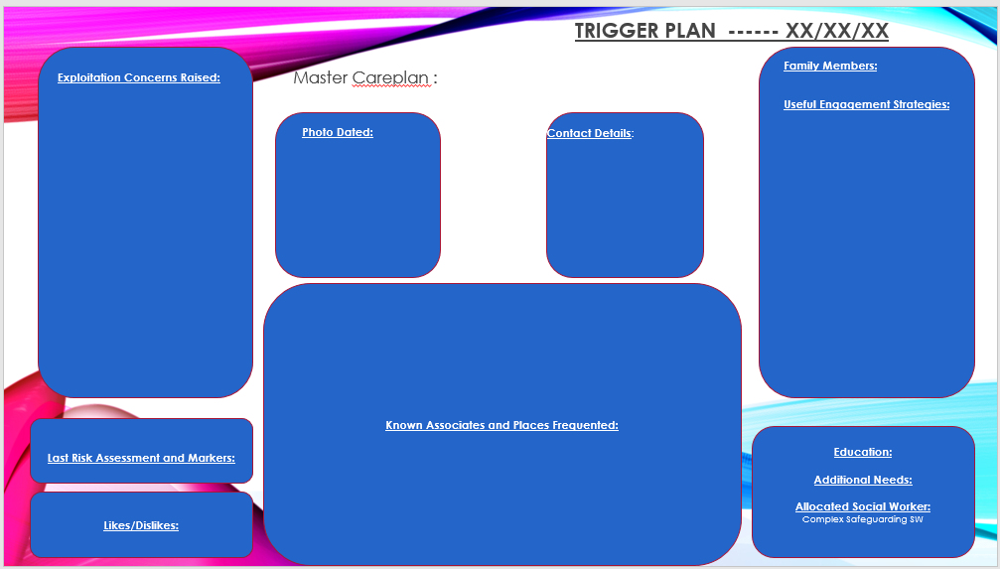 TRIGGER PLAN ------ XX/XX/XX
Exploitation Concerns Raised:
Master Careplan :
Family Members:
Useful Engagement Strategies:
Photo Dated:
Contact Details:
Known Associates and Places Frequented:
Last Risk Assessment and Markers:
Likes/Dislikes:
Education:
Additional Needs:
Allocated Social Worker:
Complex Safeguarding SW